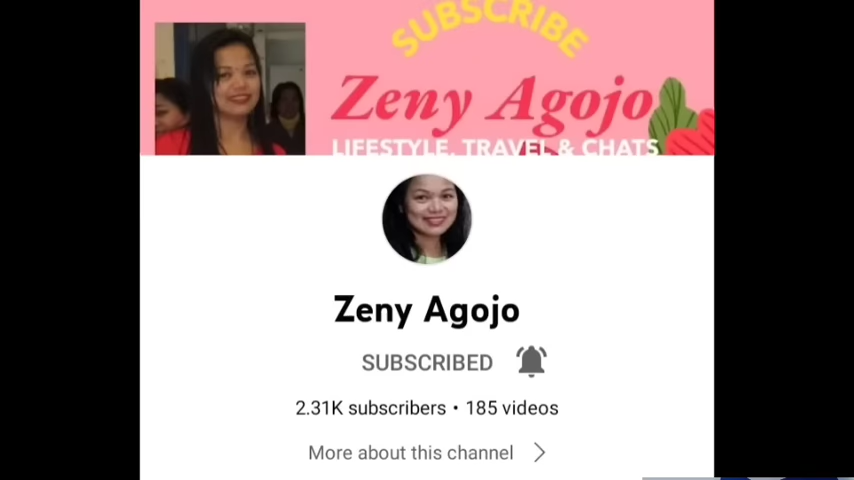 SUBSCRIBE
Zeny Agojo
LIFESTYLE, TRAVEL & CHATS
Zeny Agojo
SUBSCRIBED
2.31K subscribers • 185 videos
More about this channel